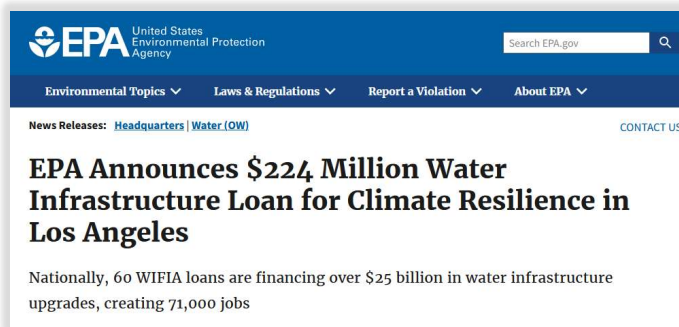 EPA United States
Environmental Protection
Agency
Search EPA.gov
Environmental Topics Laws & Regulations Report a Violation About EPA
News Releases: Headquarters | Water (OW)
CONTACT US
EPA Announces $224 Million Water
Infrastructure Loan for Climate Resilience in
Los Angeles
Nationally, 60 WIFIA loans are financing over $25 billion in water infrastructure
upgrades, creating 71,000 jobs